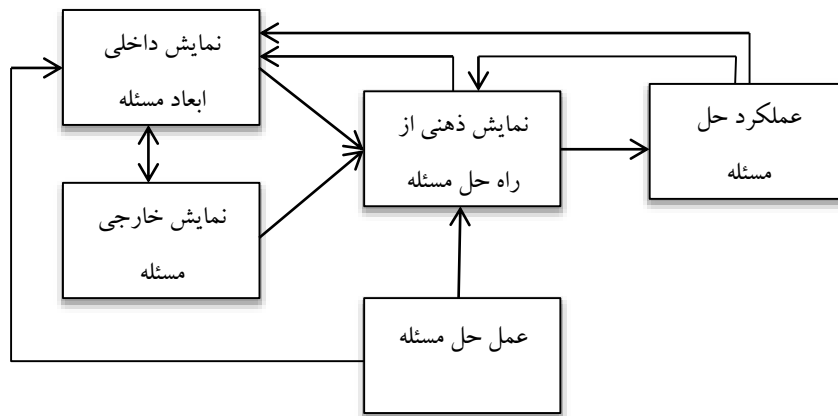 نمایش داخلی
ابعاد مسئله
نمایش خارجی
مسئله
نمایش ذهنی از
راه حل مسئله
عملکرد حل
مسئله
عمل حل مسئله